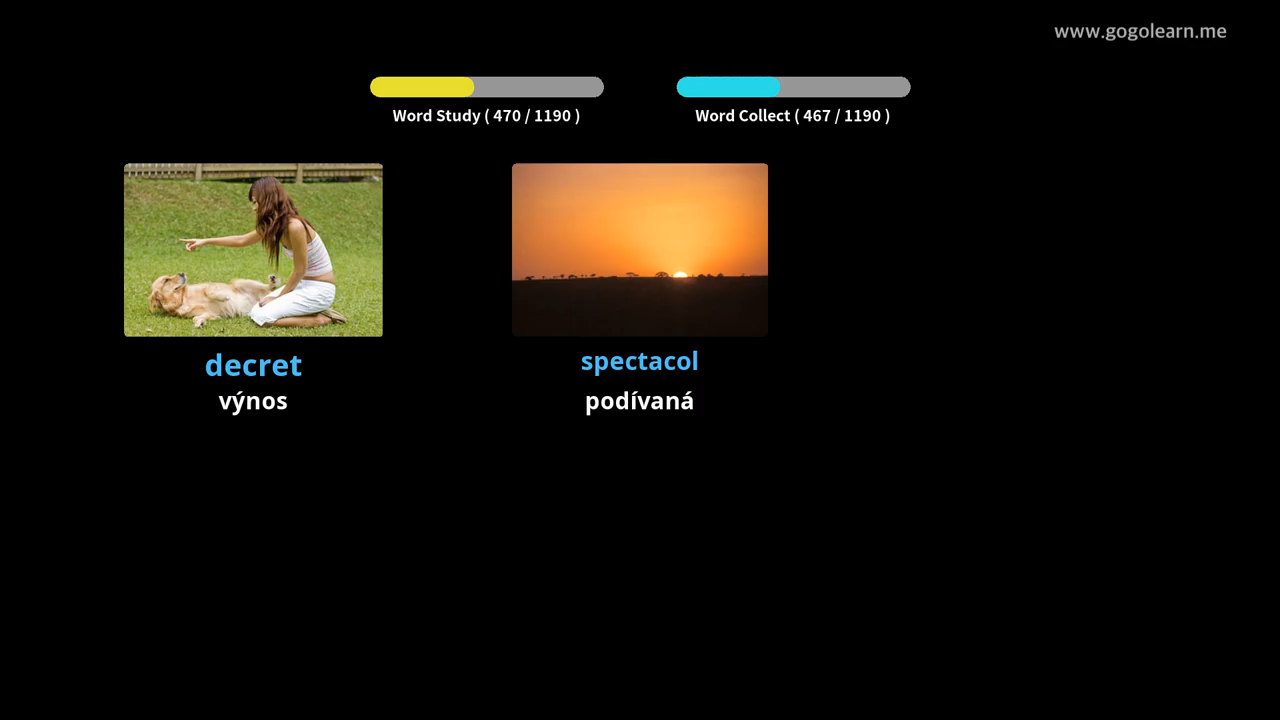 www.gogolearn.me
Word Study ( 470 / 1190 )
Word Collect ( 467 / 1190 )
decret
výnos
spectacol
podívaná